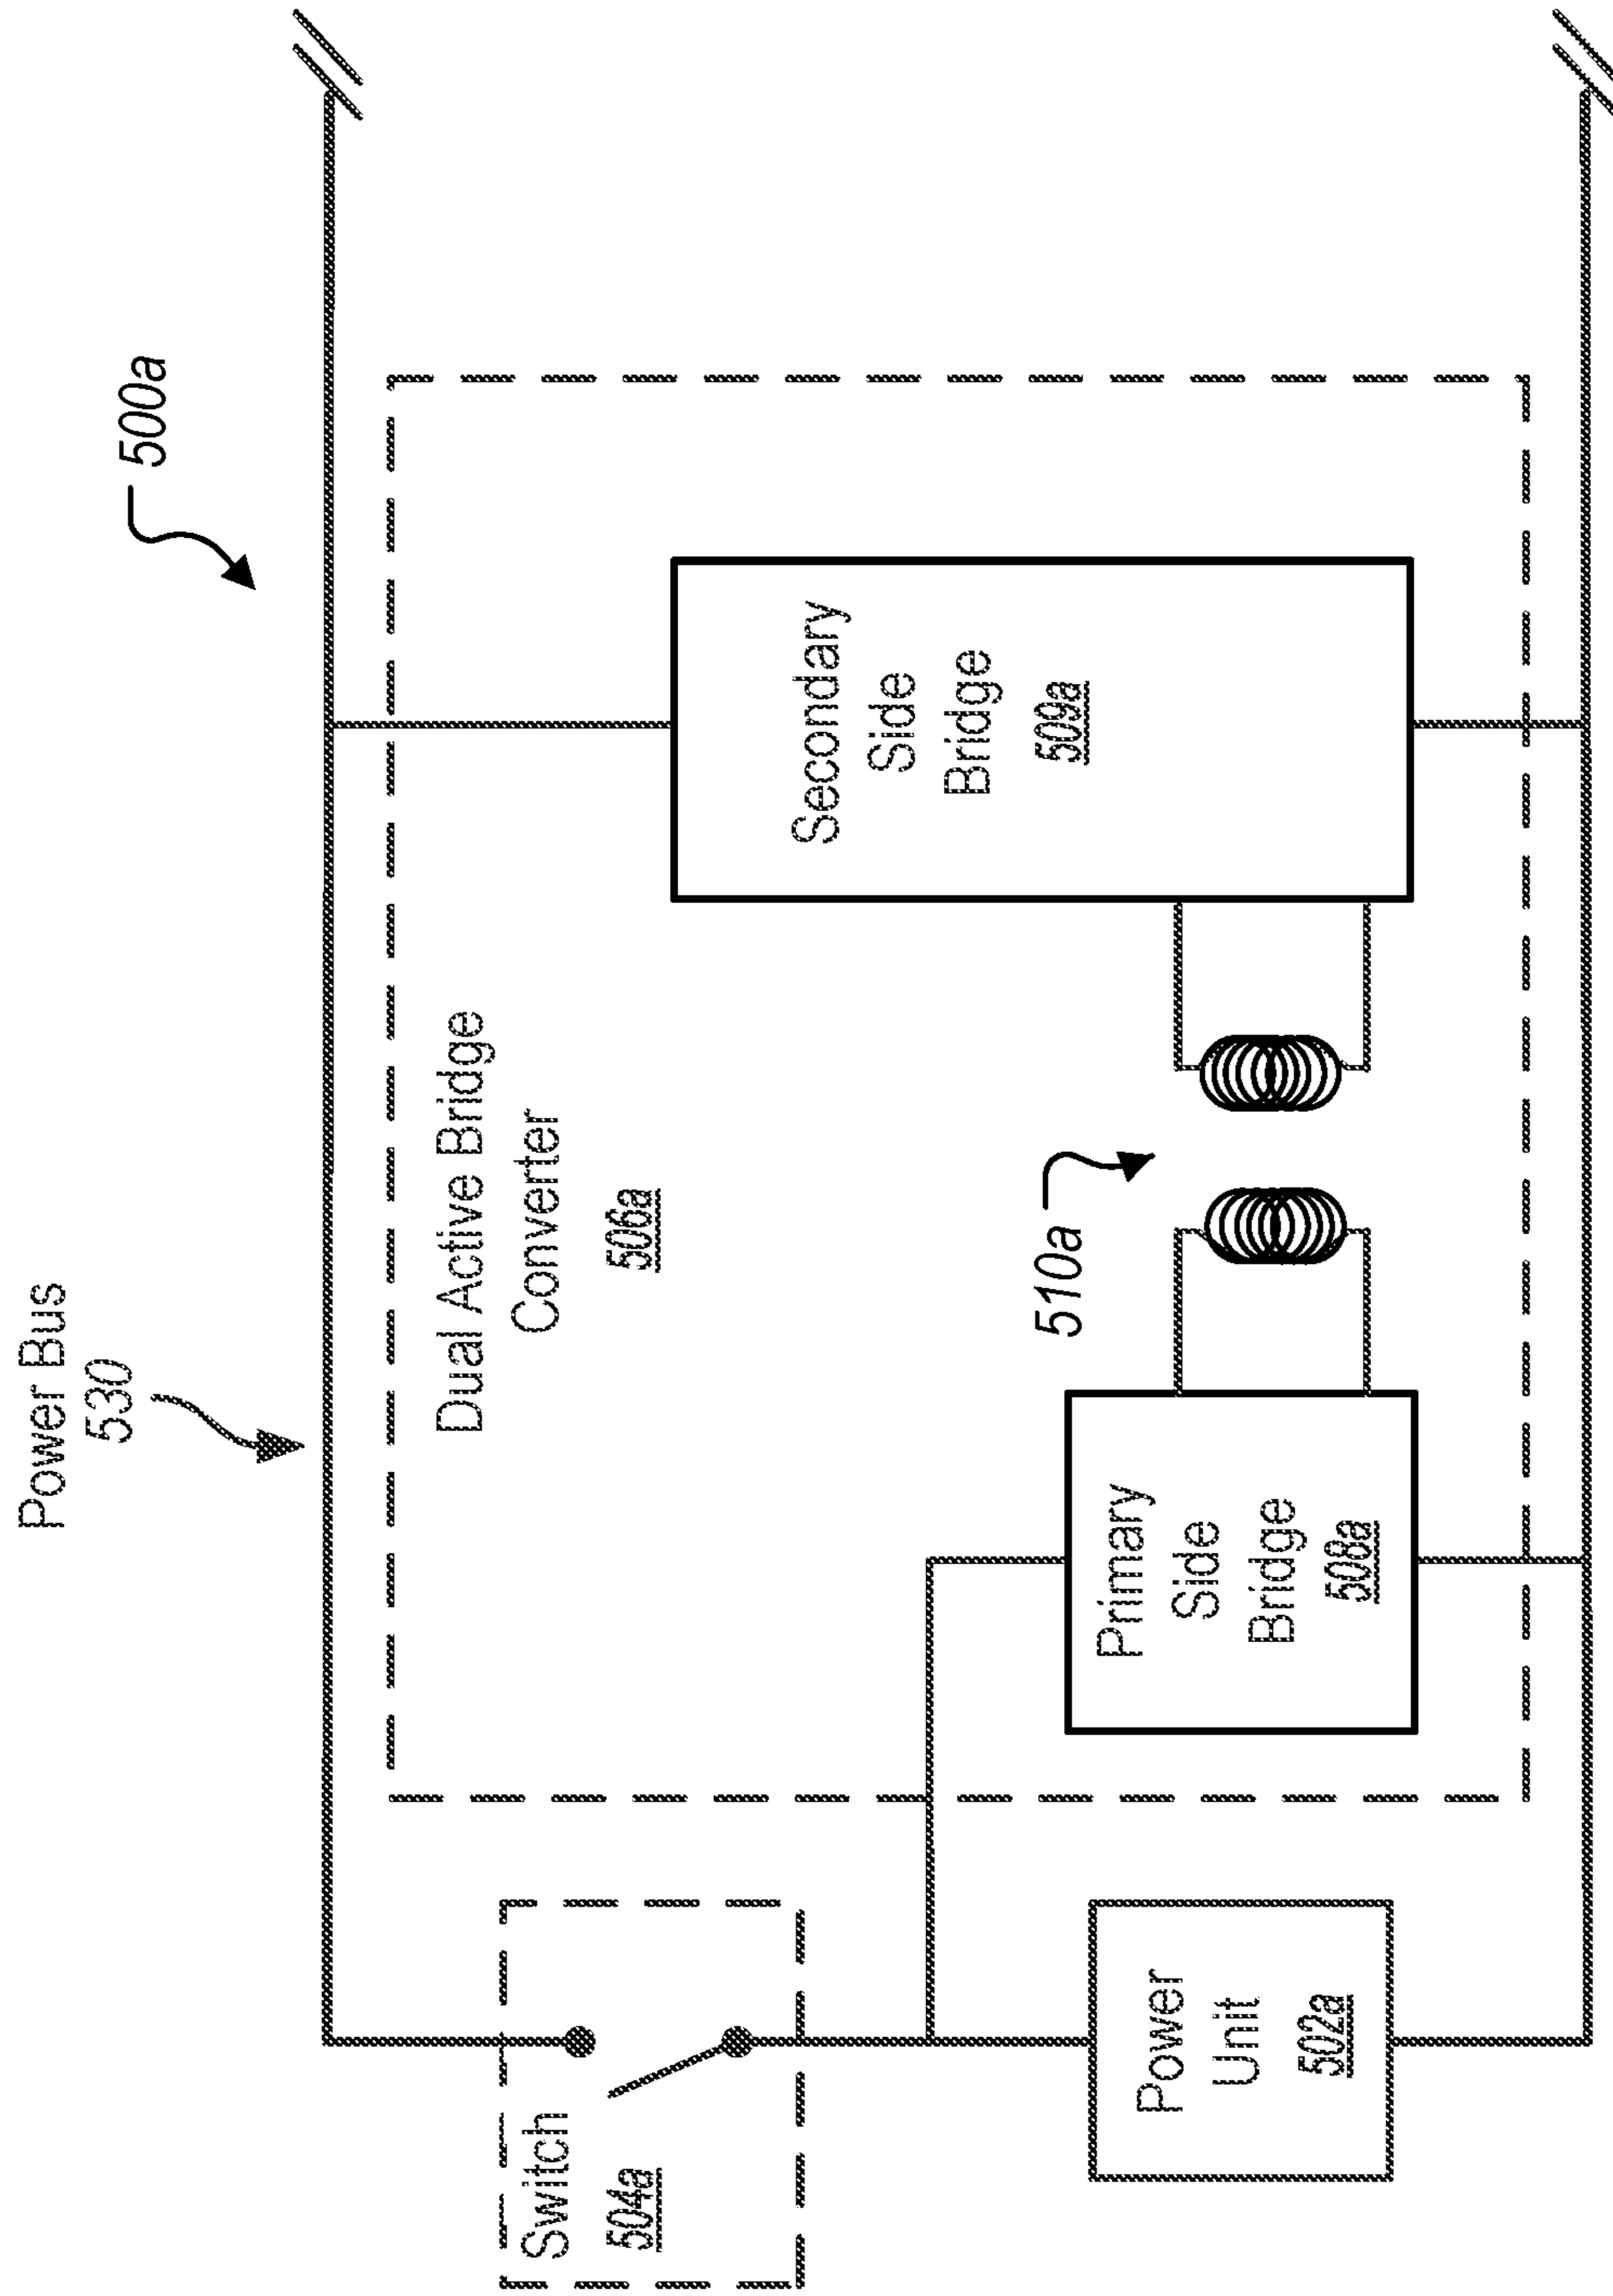 500a
Power Bus
530
Dual Active Bridge
Converter
506a
Switch
504a
Secondary
Side
Bridge
509a
510a
Primary
Side
Bridge
508a
Power
Unit
502a